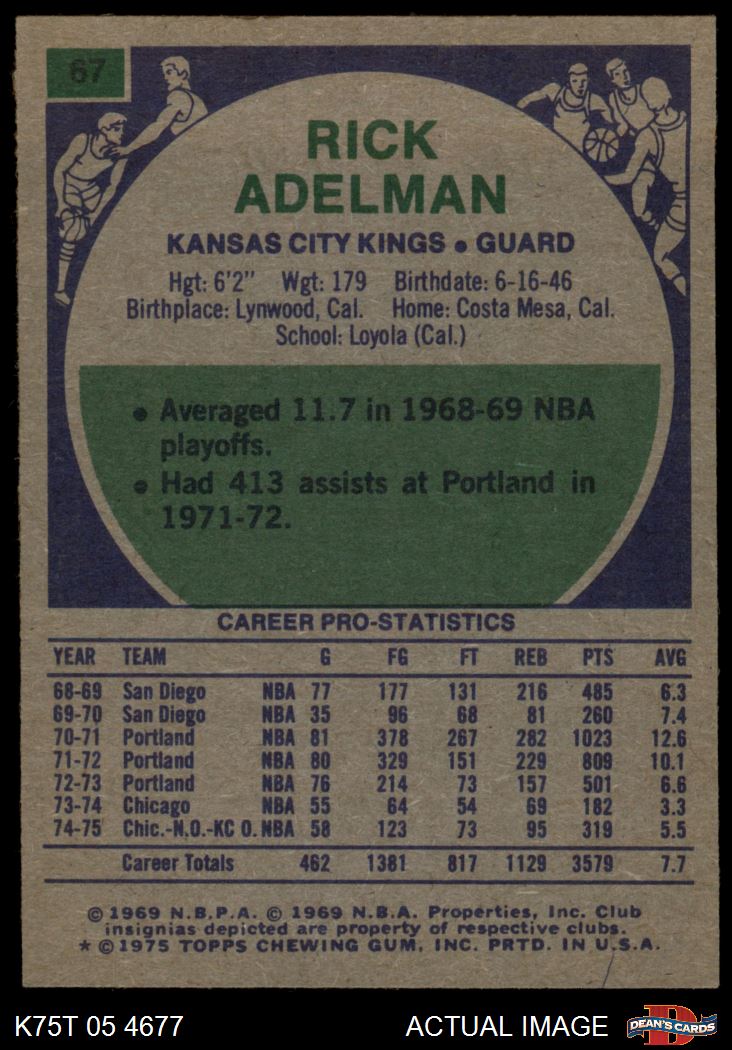 67
RICK
ADELMAN
KANSAS CITY KINGS • GUARD
Hgt: 6'2" Wgt: 179 Birthdate: 6-16-46
Birthplace: Lynwood, Cal. Home: Costa Mesa, Cal.
School: Loyola (Cal.)
• Averaged 11.7 in 1968-69 NBA
playoffs.
• Had 413 assists at Portland in
1971-72.
CAREER PRO-STATISTICS
YEAR TEAM G FG FT REB PTS AVG
68-69 San Diego NBA 77 177 131 216 485 6.3
69-70 San Diego NBA 35 96 68 81 260 7.4
70-71 Portland NBA 81 378 267 282 1023 12.6
71-72 Portland NBA 80 329 151 229 809 10.1
72-73 Portland NBA 76 214 73 157 501 6.6
73-74 Chicago NBA 55 64 54 69 182 3.3
74-75 Chic.-N.O.-KC O. NBA 58 123 73 95 319 5.5
Career Totals 462 1381 817 1129 3579 7.7
© 1969 N.B.P.A. © 1969 N.B.A. Properties, Inc. Club
insignias depicted are property of respective clubs.
* © 1975 TOPPS CHEWING GUM, INC. PRTD. IN U.S.A.
K75T 05 4677 ACTUAL IMAGE DEAN'S CARDS